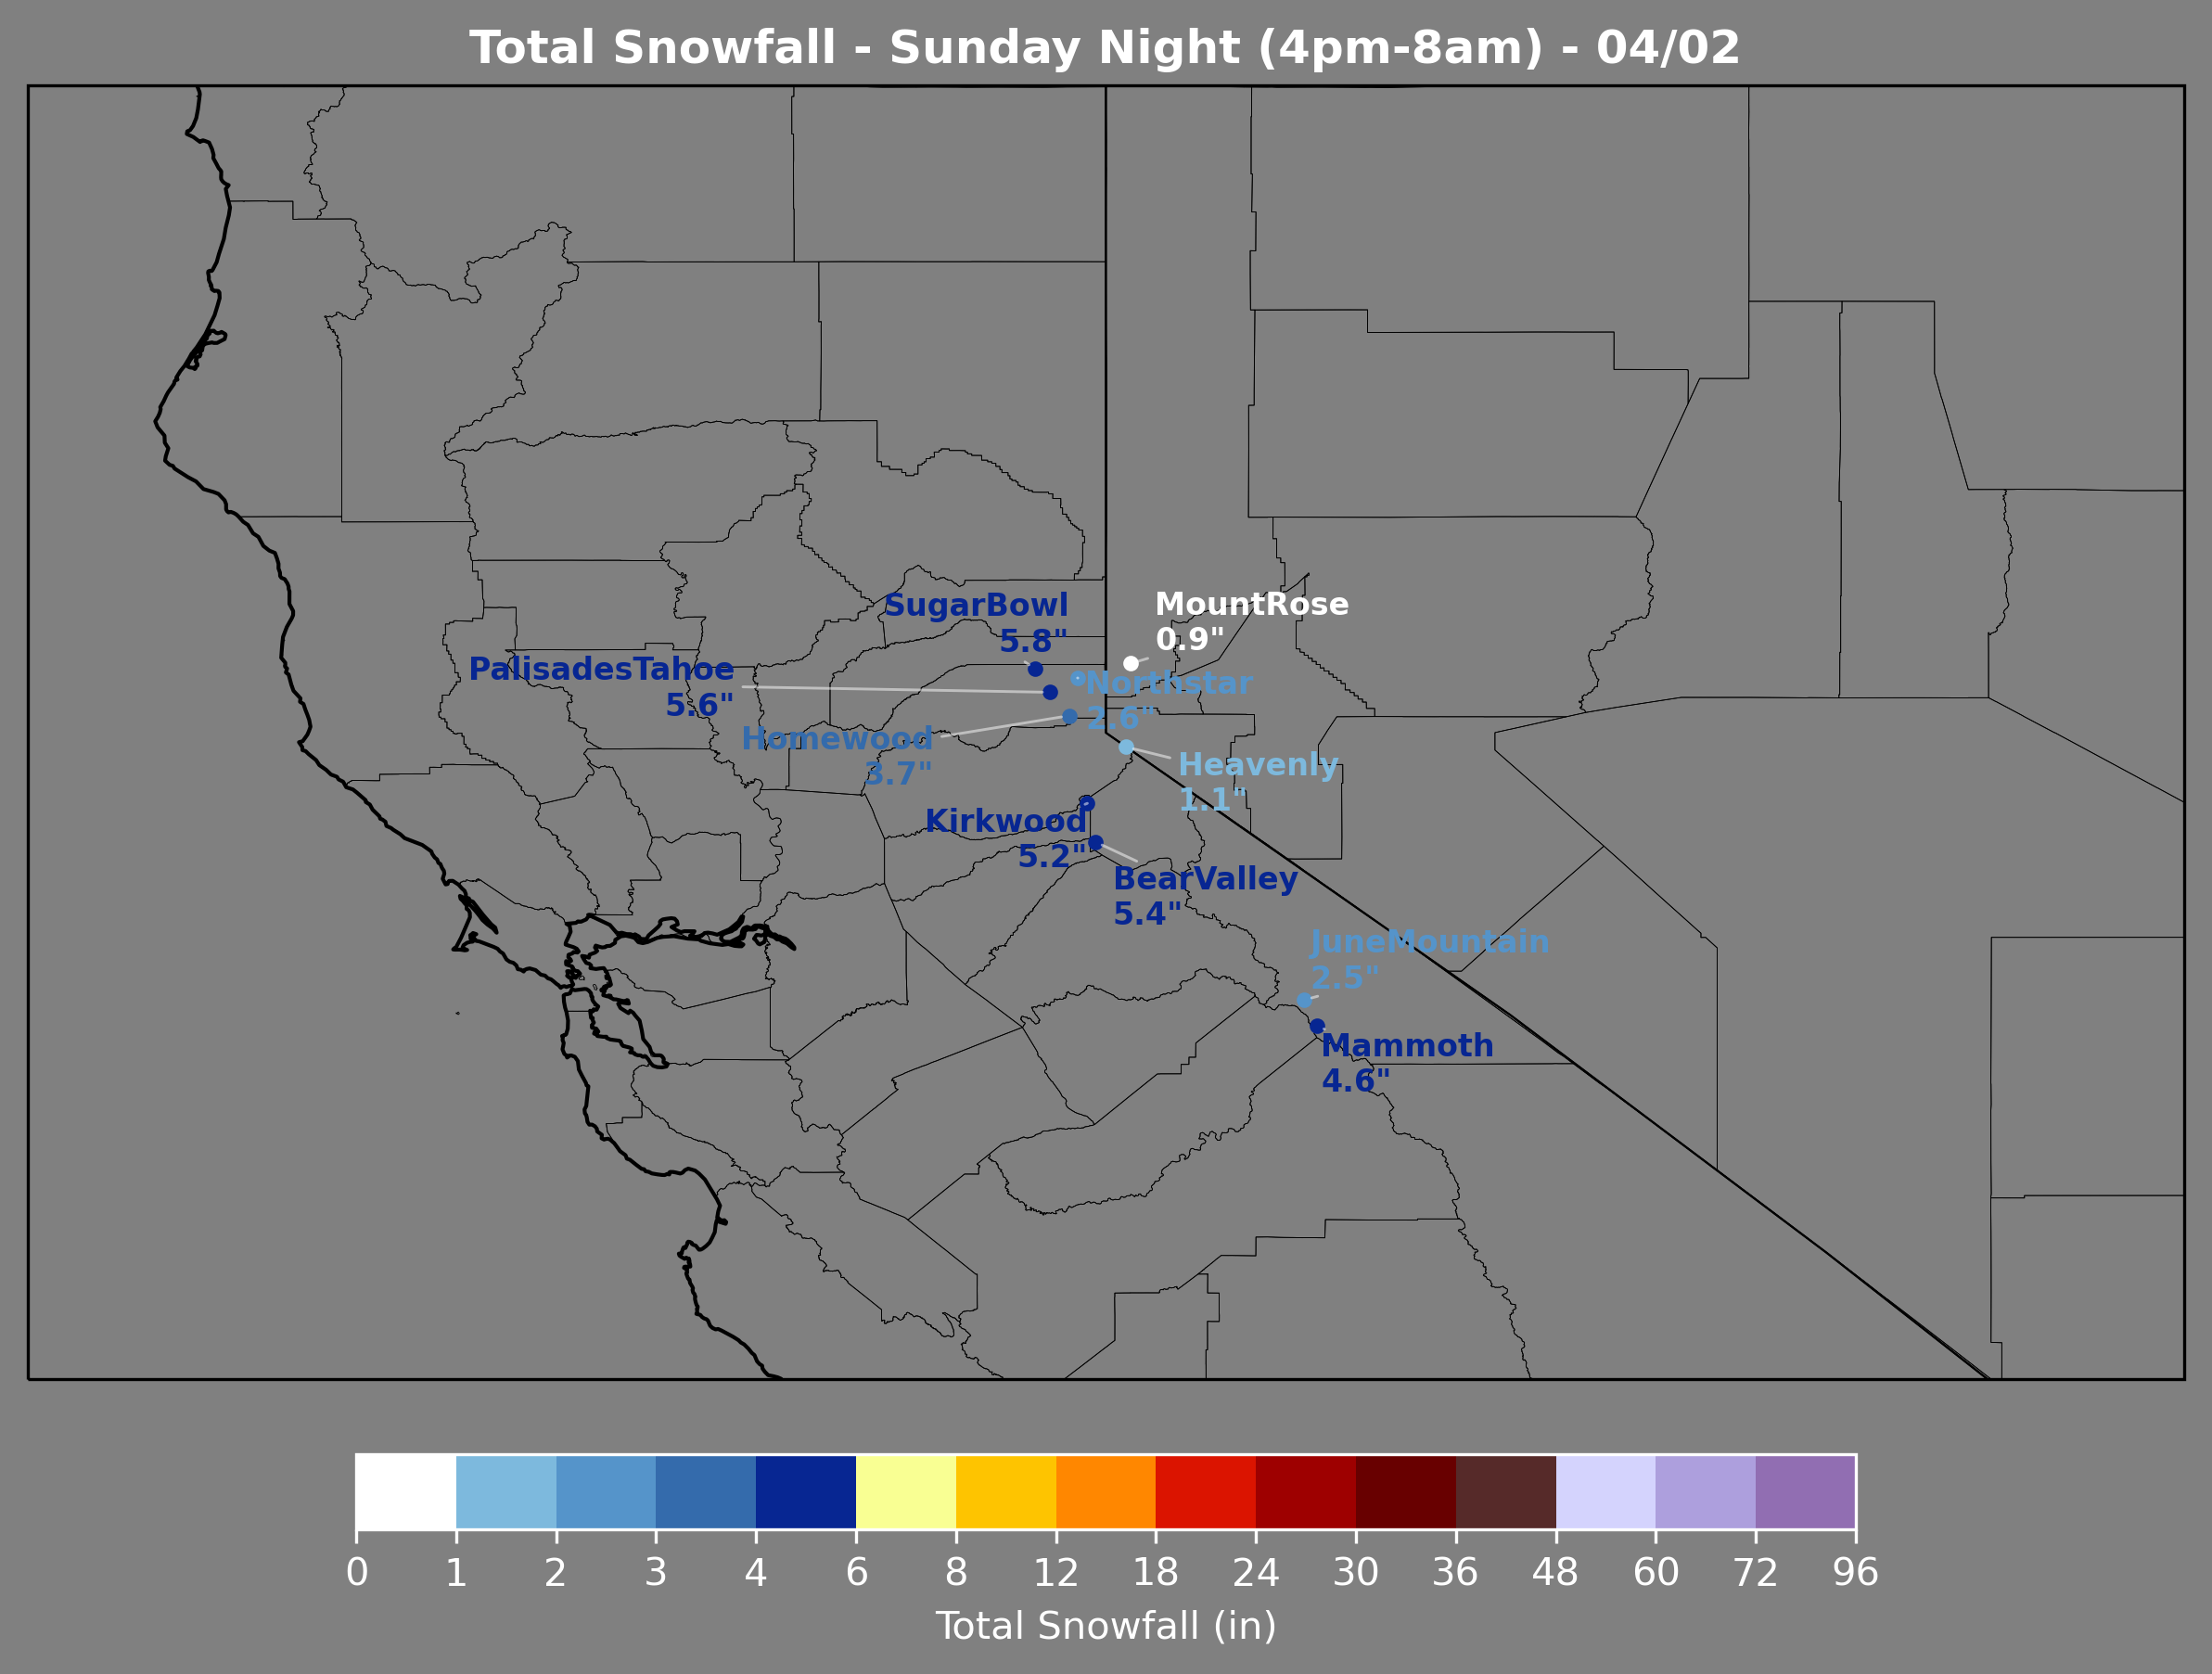 Total Snowfall - Sunday Night (4pm-8am) - 04/02
SugarBowl
5.8"
MountRose
0.9"
PalisadesTahoe
5.6"
Northstar
2.6"
Homewood
3.7"
Heavenly
1.1"
Kirkwood
5.2"
BearValley
5.4"
JuneMountain
2.5"
Mammoth
4.6"
0 1 2 3 4 6 8 12 18 24 30 36 48 60 72 96
Total Snowfall (in)